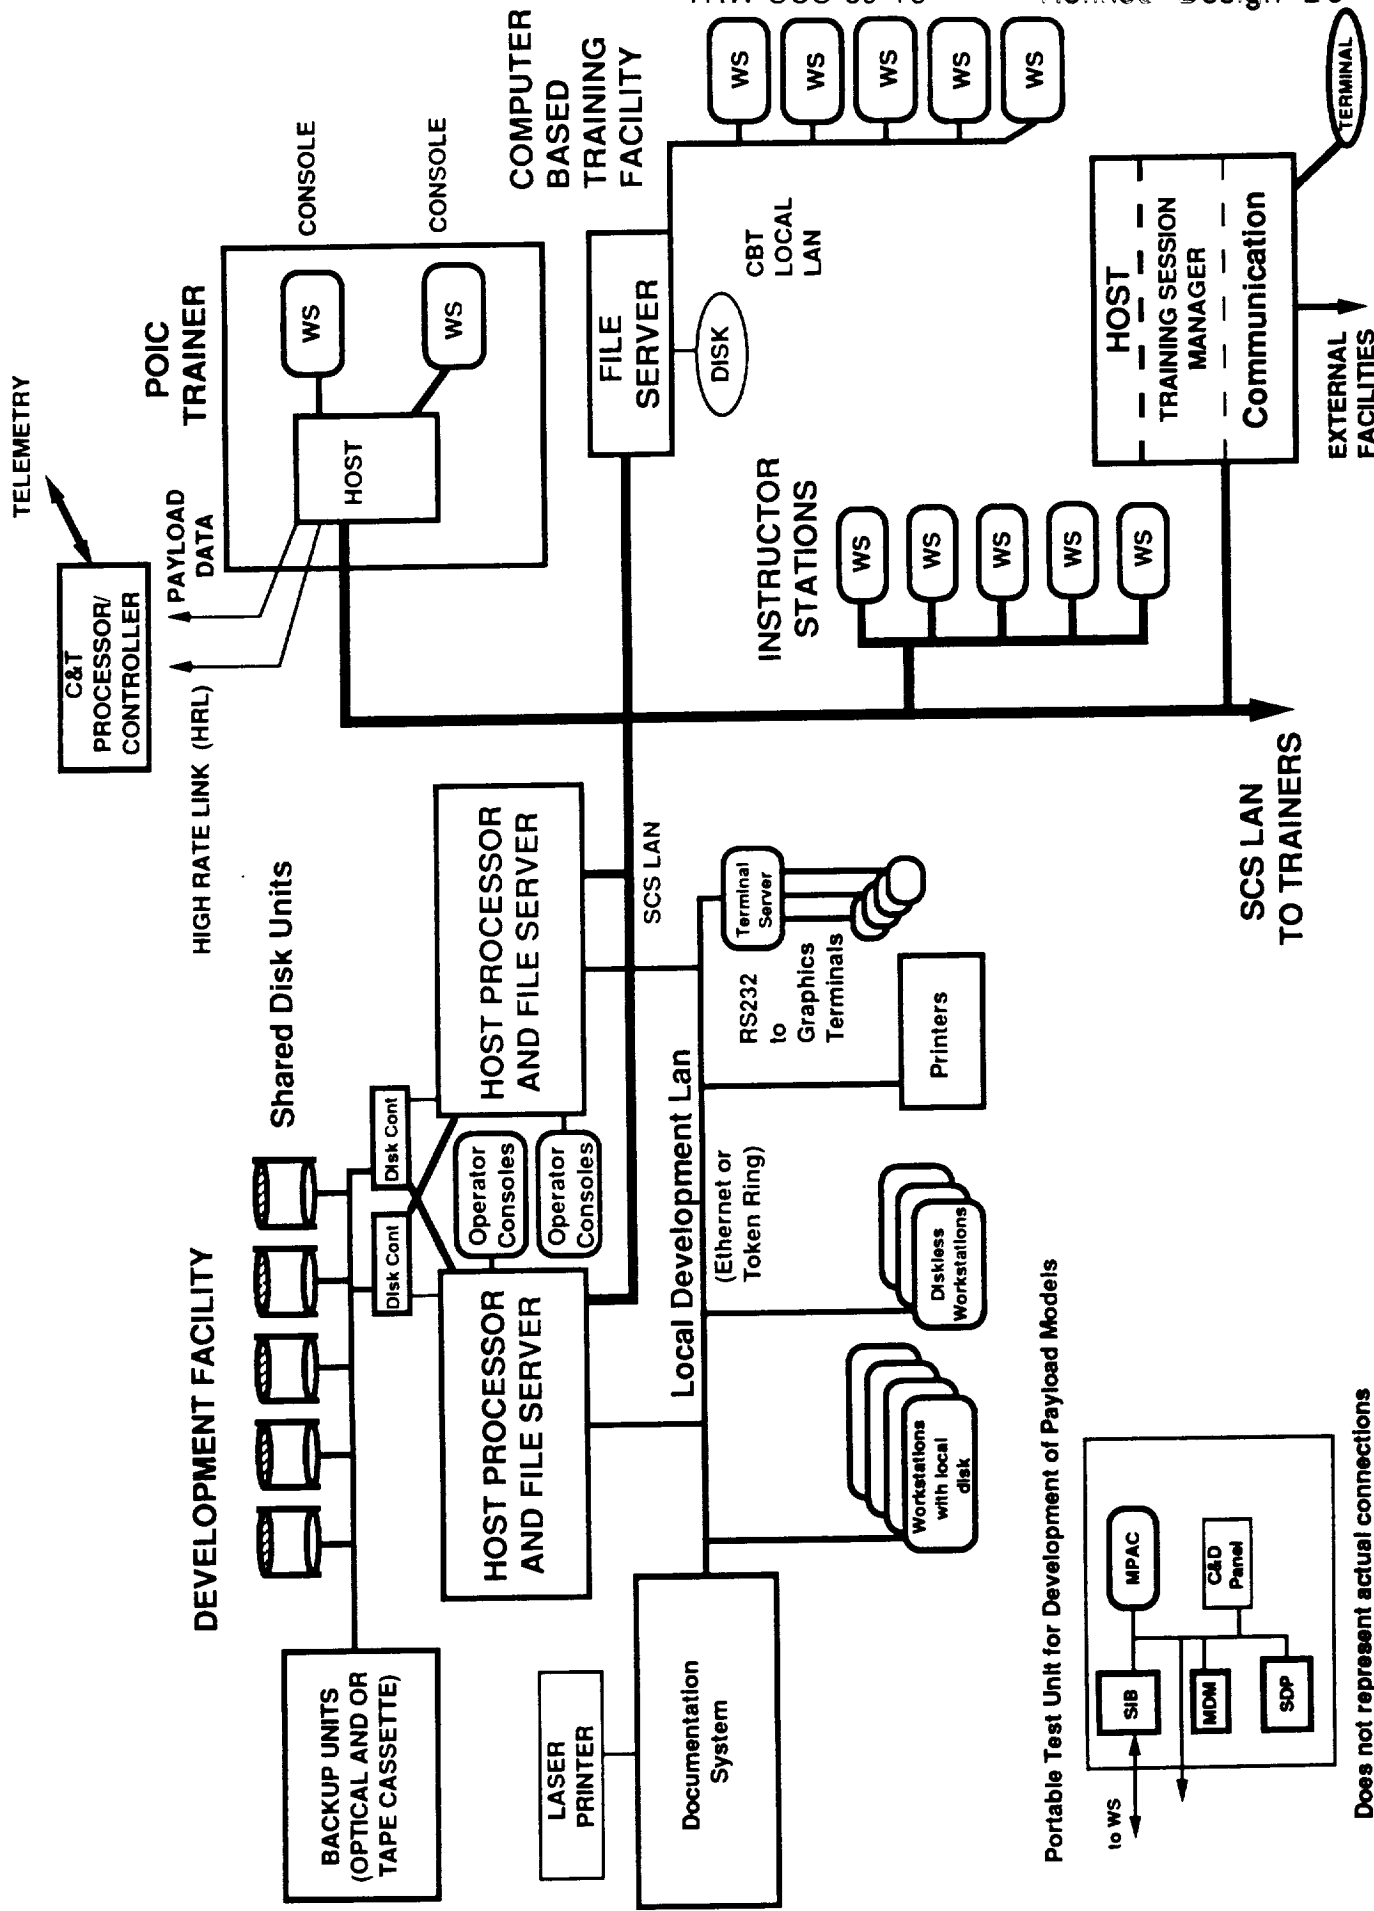 DEVELOPMENT FACILITY
BACKUP UNITS
(OPTICAL AND OR
TAPE CASSETTE)
Shared Disk Units
Disk Cont
Disk Cont
HOST PROCESSOR
AND FILE SERVER
Operator
Consoles
Operator
Consoles
HOST PROCESSOR
AND FILE SERVER
LASER
PRINTER
Documentation
System
Local Development Lan
(Ethernet or
Token Ring)
SCS LAN
Workstations
with local
disk
Diskless
Workstations
Printers
RS232
to
Graphics
Terminals
Terminal
Server
TELEMETRY
C&T
PROCESSOR/
CONTROLLER
HIGH RATE LINK (HRL)
PAYLOAD
DATA
POIC
TRAINER
HOST
WS
WS
CONSOLE
CONSOLE
COMPUTER
BASED
TRAINING
FACILITY
FILE
SERVER
DISK
CBT
LOCAL
LAN
WS
WS
WS
WS
WS
INSTRUCTOR
STATIONS
WS
WS
WS
WS
WS
HOST
TRAINING SESSION
MANAGER
Communication
TERMINAL
EXTERNAL
FACILITIES
SCS LAN
TO TRAINERS
Portable Test Unit for Development of Payload Models
to WS
SIB
MPAC
MDM
C&D
Panel
SDP
Does not represent actual connections